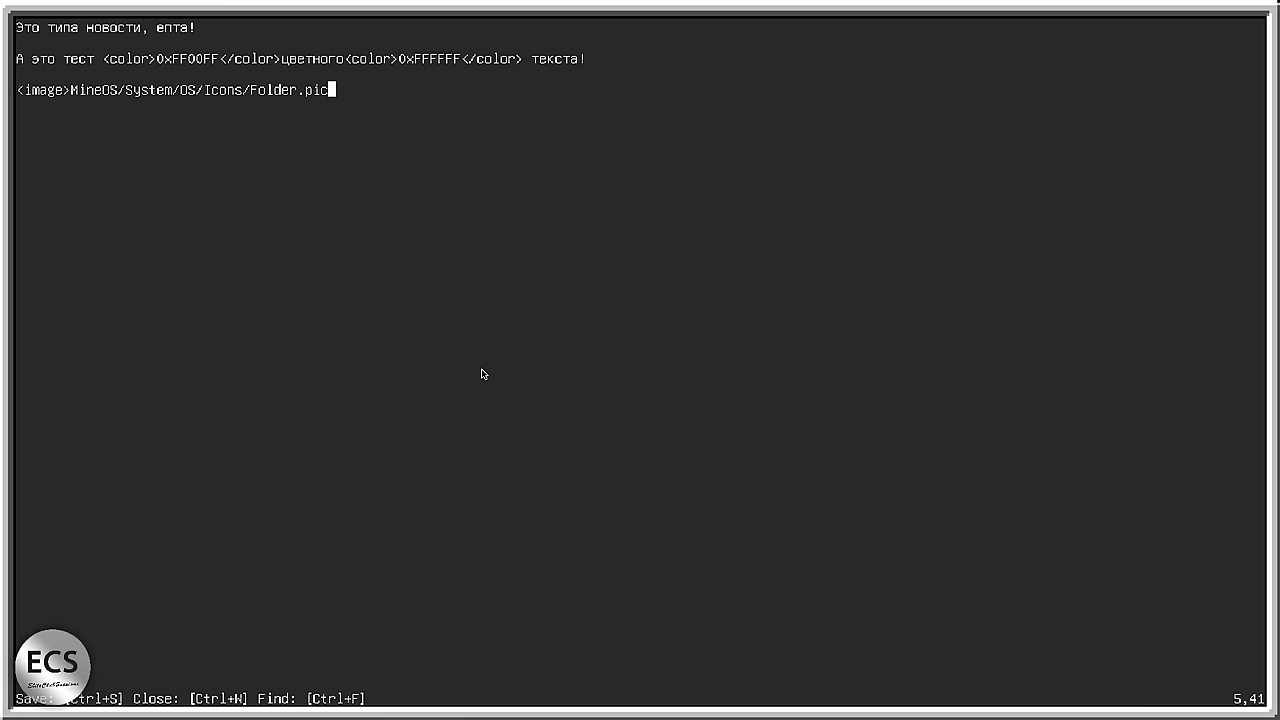 Это типа новости, епта!
А это тест <color>0xFF00FF</color>цветного<color>0xFFFFFF</color> текста!
<image>MineOS/System/OS/Icons/Folder.pic
ECS
Save: [Ctrl+S] Close: [Ctrl+W] Find: [Ctrl+F]
5,41